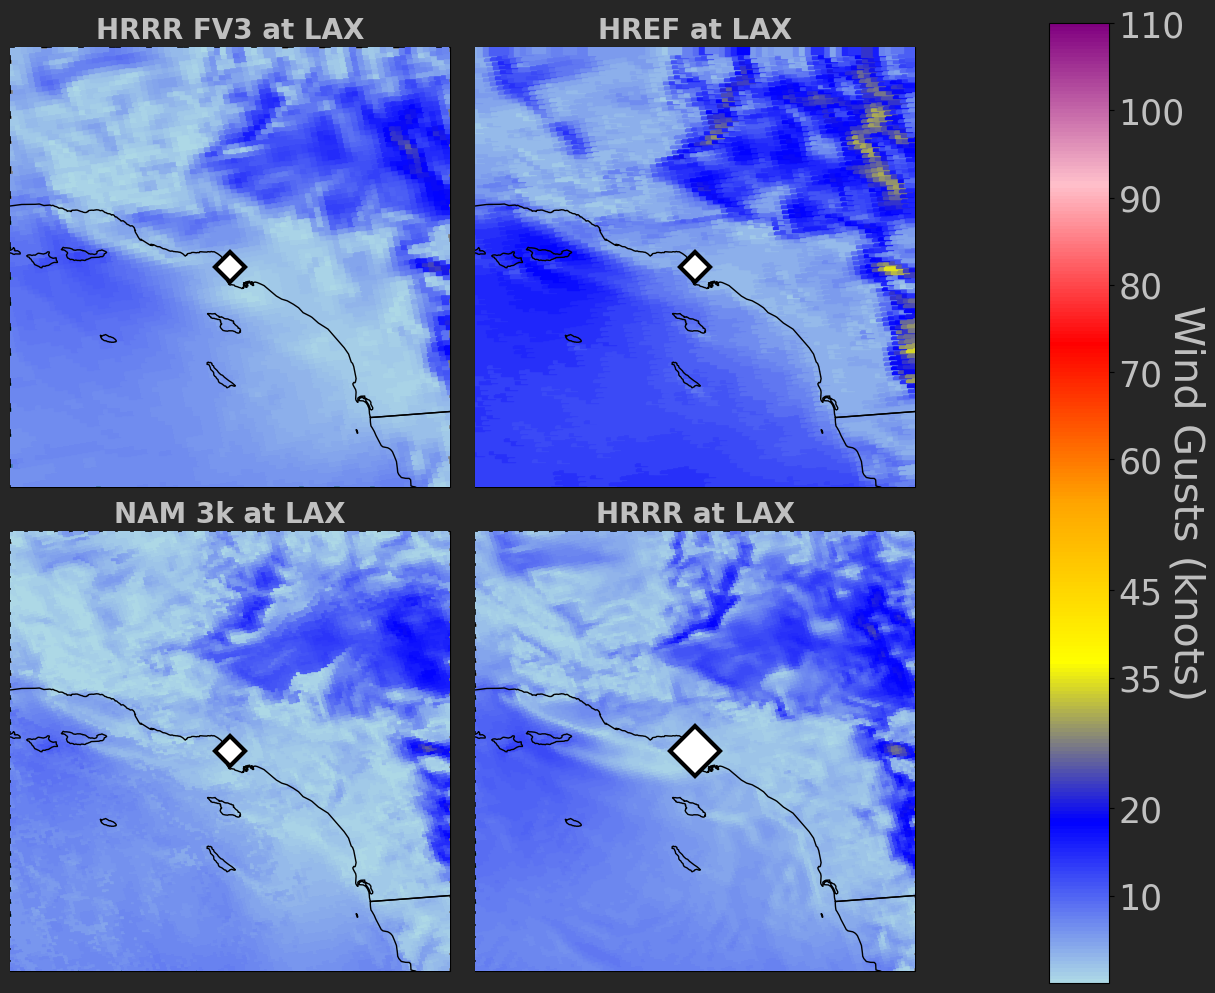 HRRR FV3 at LAX
HREF at LAX
NAM 3k at LAX
HRRR at LAX
110
100
90
80
70
60
45
35
20
10
Wind Gusts (knots)